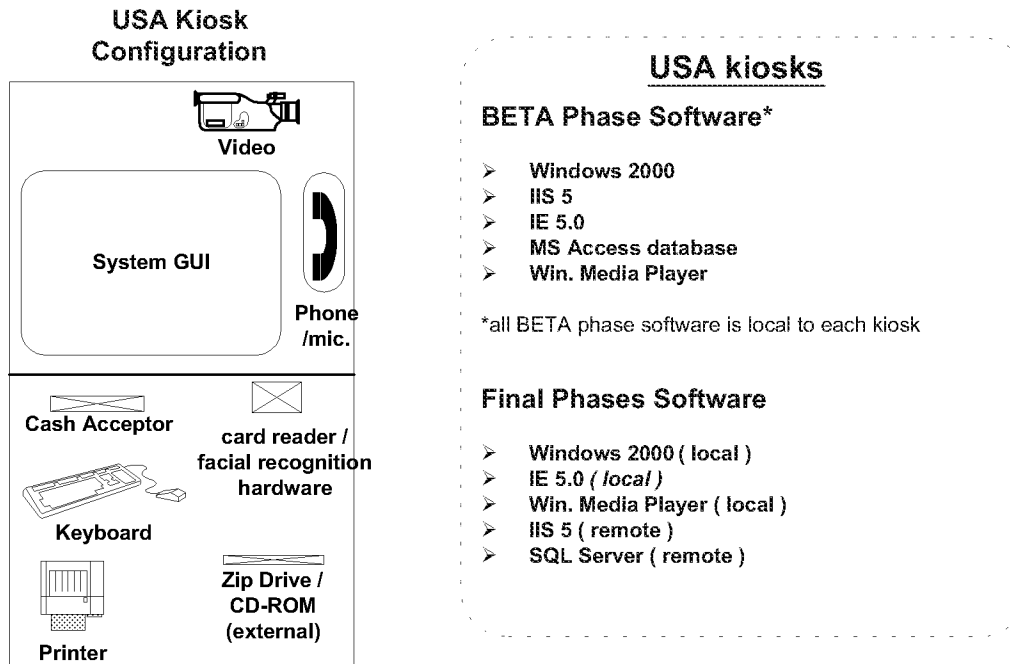 USA Kiosk
Configuration
Video
System GUI
Phone
/mic.
Cash Acceptor
card reader /
facial recognition
hardware
Keyboard
Zip Drive /
CD-ROM
(external)
Printer
USA kiosks
BETA Phase Software*
➢ Windows 2000
➢ IIS 5
➢ IE 5.0
➢ MS Access database
➢ Win. Media Player
*all BETA phase software is local to each kiosk
Final Phases Software
➢ Windows 2000 ( local )
➢ IE 5.0 ( local )
➢ Win. Media Player ( local )
➢ IIS 5 ( remote )
➢ SQL Server ( remote )